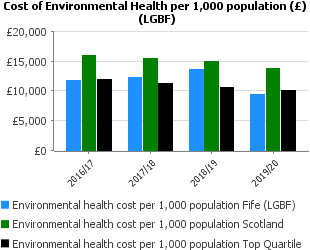 Cost of Environmental Health per 1,000 population (£)
(LGBF)
£20,000
£15,000
£10,000
£5,000
£0
2016/17
2017/18
2018/19
2019/20
Environmental health cost per 1,000 population Fife (LGBF)
Environmental health cost per 1,000 population Scotland
Environmental health cost per 1,000 population Top Quartile